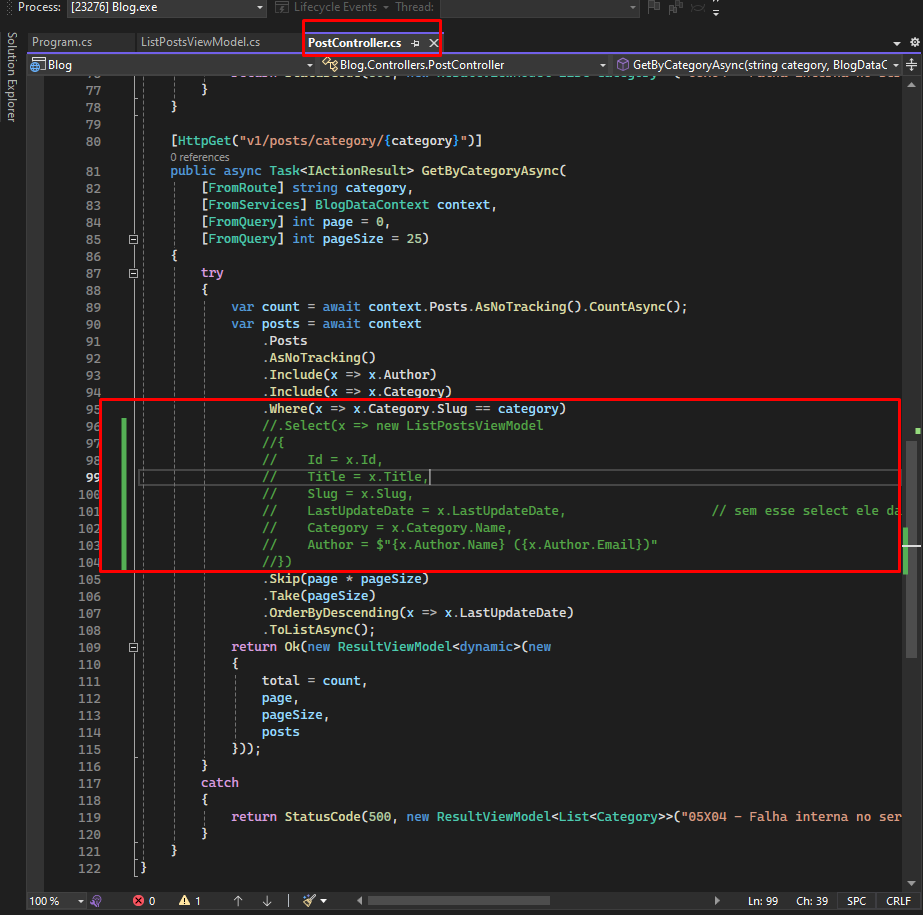 Process: [23276] Blog.exe Lifecycle Events Thread:
Solution Explorer
Program.cs ListPostsViewModel.cs PostController.cs
Blog Blog.Controllers.PostController GetByCategoryAsync(string category, BlogDataC
77 }
78 }
79
80 [HttpGet("v1/posts/category/{category}")]
0 references
81 public async Task<IActionResult> GetByCategoryAsync(
82 [FromRoute] string category,
83 [FromServices] BlogDataContext context,
84 [FromQuery] int page = 0,
85 [FromQuery] int pageSize = 25)
86 {
87 try
88 {
89 var count = await context.Posts.AsNoTracking().CountAsync();
90 var posts = await context
91 .Posts
92 .AsNoTracking()
93 .Include(x => x.Author)
94 .Include(x => x.Category)
95 .Where(x => x.Category.Slug == category)
96 //.Select(x => new ListPostsViewModel
97 //{
98 // Id = x.Id,
99 // Title = x.Title,
100 // Slug = x.Slug,
101 // LastUpdateDate = x.LastUpdateDate, // sem esse select ele da
102 // Category = x.Category.Name,
103 // Author = $"{x.Author.Name} ({x.Author.Email})"
104 //})
105 .Skip(page * pageSize)
106 .Take(pageSize)
107 .OrderByDescending(x => x.LastUpdateDate)
108 .ToListAsync();
109 return Ok(new ResultViewModel<dynamic>(new
110 {
111 total = count,
112 page,
113 pageSize,
114 posts
115 }));
116 }
117 catch
118 {
119 return StatusCode(500, new ResultViewModel<List<Category>>("05X04 - Falha interna no ser
120 }
121 }
122 }
100 % 0 1 Ln: 99 Ch: 39 SPC CRLF